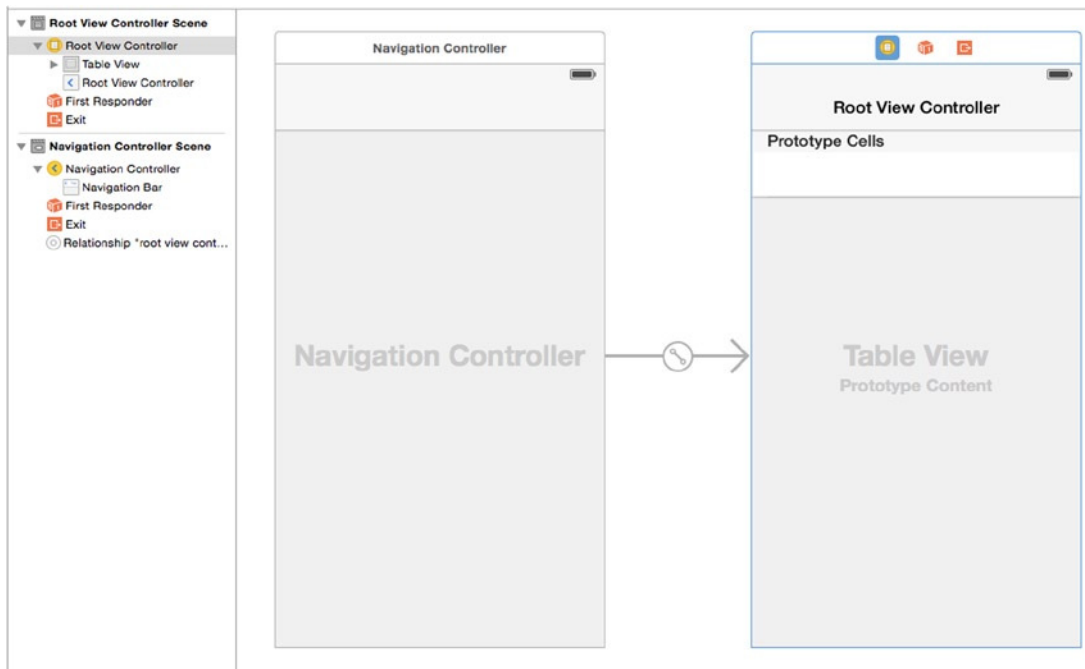 Root View Controller Scene
Root View Controller
Table View
Root View Controller
First Responder
Exit
Navigation Controller Scene
Navigation Controller
Navigation Bar
First Responder
Exit
Relationship "root view cont...
Navigation Controller
Navigation Controller
Root View Controller
Prototype Cells
Table View
Prototype Content